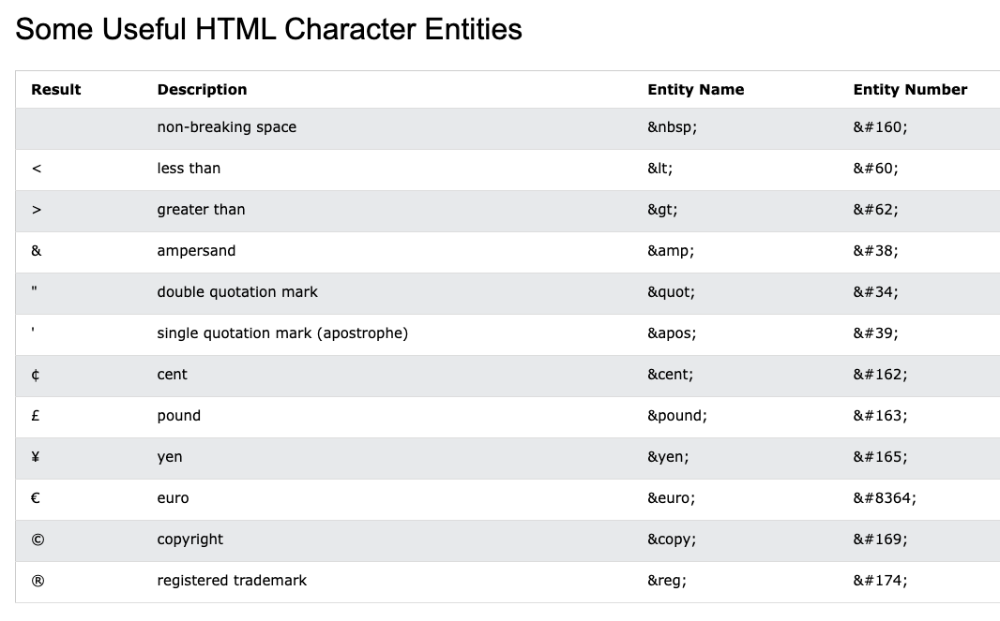 Some Useful HTML Character Entities
Result Description Entity Name Entity Number
non-breaking space &nbsp; &#160;
< less than &lt; &#60;
> greater than &gt; &#62;
& ampersand &amp; &#38;
" double quotation mark &quot; &#34;
' single quotation mark (apostrophe) &apos; &#39;
¢ cent &cent; &#162;
£ pound &pound; &#163;
¥ yen &yen; &#165;
€ euro &euro; &#8364;
© copyright &copy; &#169;
® registered trademark &reg; &#174;